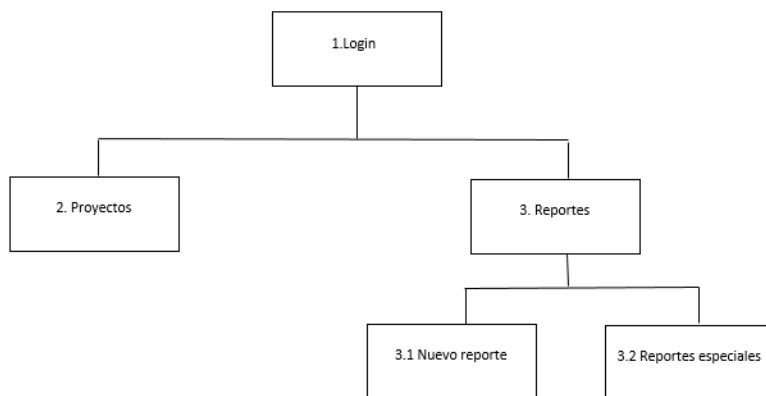 1.Login
2. Proyectos
3. Reportes
3.1 Nuevo reporte
3.2 Reportes especiales